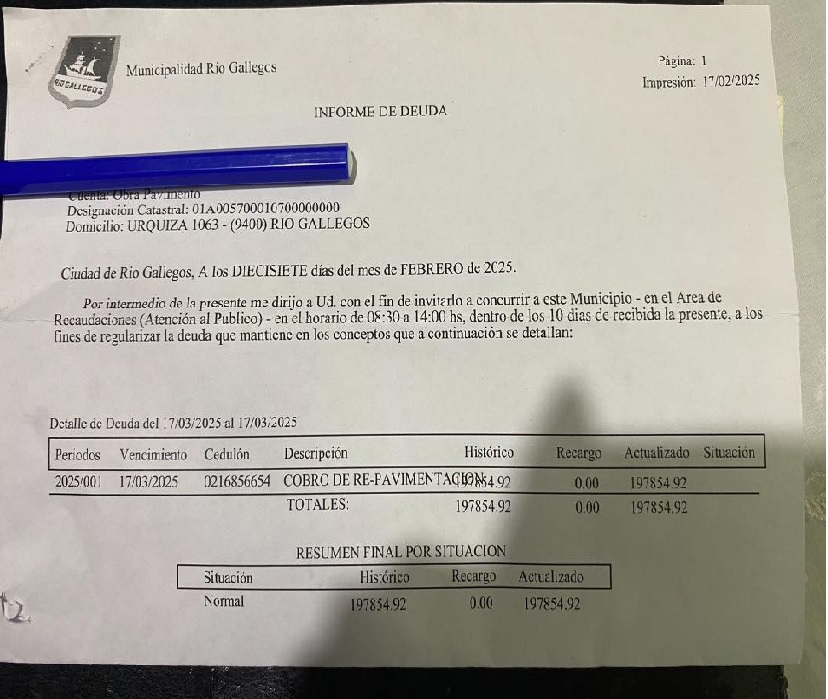 RIO GALLEGOS
Municipalidad Rio Gallegos
Página: 1
Impresión: 17/02/2025
INFORME DE DEUDA
Cuenta: Obra Pavimento
Designación Catastral: 01A005700010700000000
Domicilio: URQUIZA 1063 - (9400) RIO GALLEGOS
Ciudad de Rio Gallegos, A los DIECISIETE días del mes de FEBRERO de 2025.
Por intermedio de la presente me dirijo a Ud. con el fin de invitarlo a concurrir a este Municipio - en el Area de
Recaudaciones (Atención al Publico) - en el horario de 08:30 a 14:00 hs, dentro de los 10 dias de recibida la presente, a los
fines de regularizar la deuda que mantiene en los conceptos que a continuación se detallan:
Detalle de Deuda del 17/03/2025 al 17/03/2025
Periodos Vencimiento Cedulón Descripción Histórico Recargo Actualizado Situación
2025/001 17/03/2025 0216856654 COBRO DE RE-PAVIMENTACION 197854.92 0.00 197854.92
TOTALES: 197854.92 0.00 197854.92
RESUMEN FINAL POR SITUACION
Situación Histórico Recargo Actualizado
Normal 197854.92 0.00 197854.92